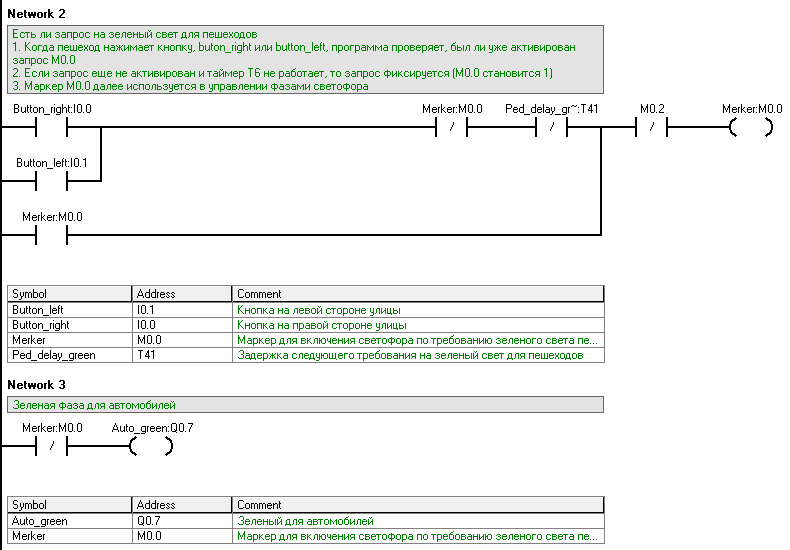 Network 2
Есть ли запрос на зеленый свет для пешеходов
1. Когда пешеход нажимает кнопку, buton_right или button_left, программа проверяет, был ли уже активирован
запрос M0.0
2. Если запрос еще не активирован и таймер T6 не работает, то запрос фиксируется (M0.0 становится 1)
3. Маркер M0.0 далее используется в управлении фазами светофора
Button_right:I0.0 Merker:M0.0 Ped_delay_gr~:T41 M0.2 Merker:M0.0
/ / /
Button_left:I0.1
Merker:M0.0
Symbol Address Comment
Button_left I0.1 Кнопка на левой стороне улицы
Button_right I0.0 Кнопка на правой стороне улицы
Merker M0.0 Маркер для включения светофора по требованию зеленого света пе...
Ped_delay_green T41 Задержка следующего требования на зеленый свет для пешеходов
Network 3
Зеленая фаза для автомобилей
Merker:M0.0 Auto_green:Q0.7
/
Symbol Address Comment
Auto_green Q0.7 Зеленый для автомобилей
Merker M0.0 Маркер для включения светофора по требованию зеленого света пе...